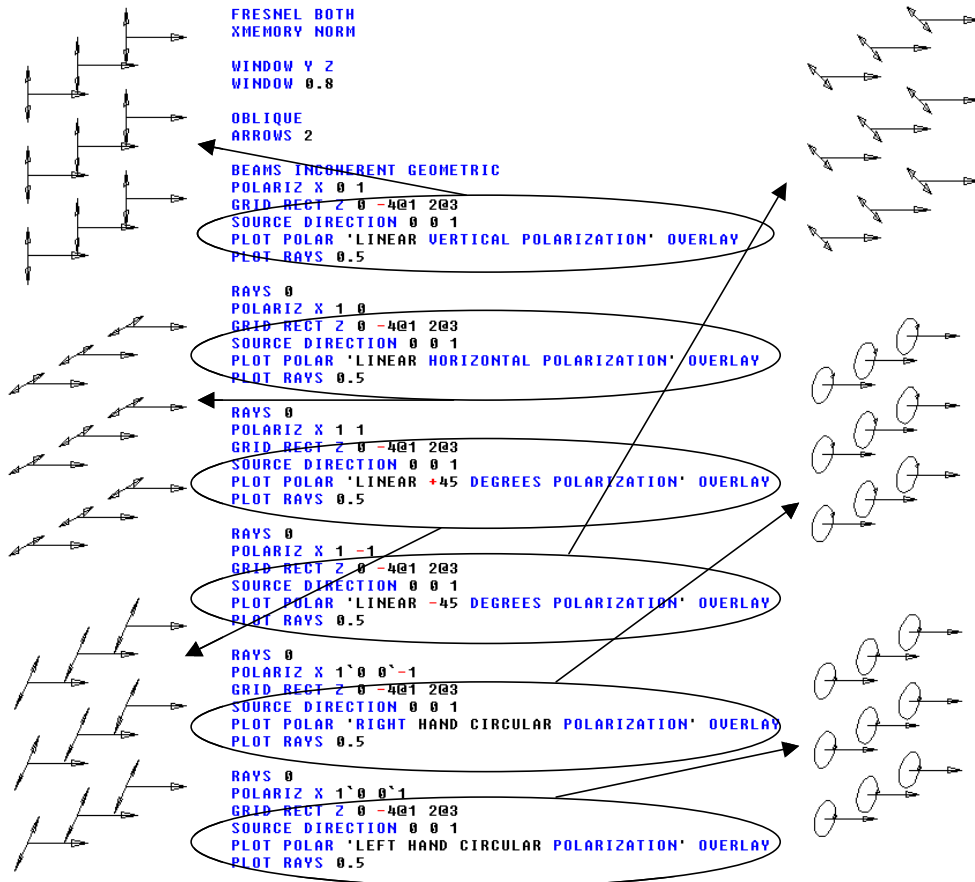 FRESNEL BOTH
XMEMORY NORM
WINDOW Y Z
WINDOW 0.8
OBLIQUE
ARROWS 2
BEAMS INCOHERENT GEOMETRIC
POLARIZ X 0 1
GRID RECT Z 0 -4@1 2@3
SOURCE DIRECTION 0 0 1
PLOT POLAR 'LINEAR VERTICAL POLARIZATION' OVERLAY
PLOT RAYS 0.5
RAYS 0
POLARIZ X 1 0
GRID RECT Z 0 -4@1 2@3
SOURCE DIRECTION 0 0 1
PLOT POLAR 'LINEAR HORIZONTAL POLARIZATION' OVERLAY
PLOT RAYS 0.5
RAYS 0
POLARIZ X 1 1
GRID RECT Z 0 -4@1 2@3
SOURCE DIRECTION 0 0 1
PLOT POLAR 'LINEAR +45 DEGREES POLARIZATION' OVERLAY
PLOT RAYS 0.5
RAYS 0
POLARIZ X 1 -1
GRID RECT Z 0 -4@1 2@3
SOURCE DIRECTION 0 0 1
PLOT POLAR 'LINEAR -45 DEGREES POLARIZATION' OVERLAY
PLOT RAYS 0.5
RAYS 0
POLARIZ X 1`0 0`-1
GRID RECT Z 0 -4@1 2@3
SOURCE DIRECTION 0 0 1
PLOT POLAR 'RIGHT HAND CIRCULAR POLARIZATION' OVERLAY
PLOT RAYS 0.5
RAYS 0
POLARIZ X 1`0 0`1
GRID RECT Z 0 -4@1 2@3
SOURCE DIRECTION 0 0 1
PLOT POLAR 'LEFT HAND CIRCULAR POLARIZATION' OVERLAY
PLOT RAYS 0.5